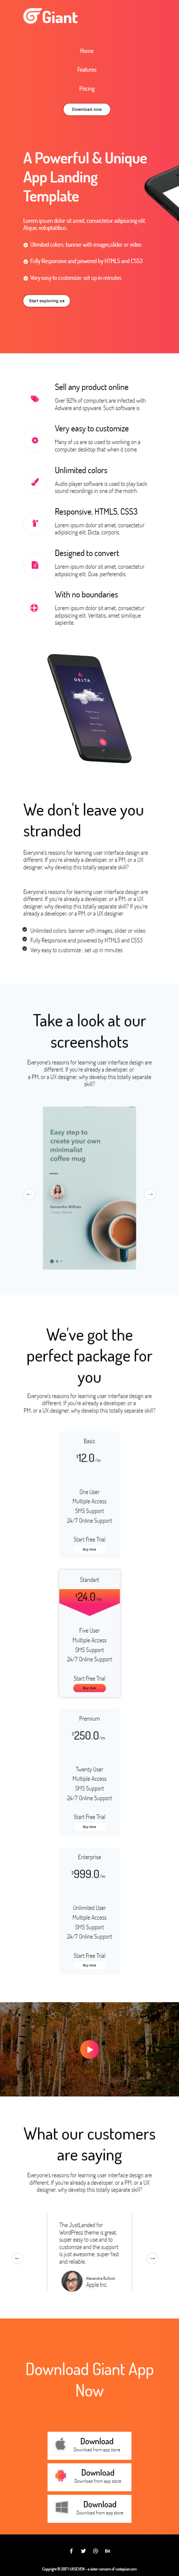 Giant
Home
Features
Pricing
Download now
A Powerful & Unique
App Landing
Template
Lorem ipsum dolor sit amet, consectetur adipisicing elit.
Atque, voluptatibus.
Ulimited colors: banner with images,slider or video
Fully Responsive and powered by HTML5 and CSS3
Very easy to customize: set up in minutes
Start exploring us
Sell any product online
Over 92% of computers are infected with
Adware and spyware. Such software is
Very easy to customize
Many of us are so used to working on a
computer desktop that when it come
Unlimited colors
Audio player software is used to play back
sound recordings in one of the
Responsive, HTML5, CSS3
Lorem ipsum dolor sit amet, consectetur
adipisicing elit. Dicta, corporis.
Designed to convert
Lorem ipsum dolor sit amet, consectetur
adipisicing elit. Quia, perferendis.
With no boundaries
Lorem ipsum dolor sit amet, consectetur
adipisicing elit. Veritatis, amet similique
sapiente.
DELTA
We don't leave you
stranded
Everyone's reasons for learning user interface design are
different. If you're already a developer, or a PM, or a UX
designer, why develop this totally separate skill?
Everyone's reasons for learning user interface design are
different. If you're already a developer, or a PM, or a UX
designer, why develop this totally separate skill? If you're
already a developer, or a PM, or a UX designer,
Unlimited colors: banner with images, slider or video
Fully Responsive and powered by HTML5 and CSS3
Very easy to customize : set up in minutes
Take a look at our
screenshots
Everyone's reasons for learning user interface design are
different. If you're already a developer, or
a PM, or a UX designer, why develop this totally separate
skill?
Easy step to
create your own
minimalist
coffee mug
Samantha William
We've got the
perfect package for
you
Everyone's reasons for learning user interface design are
different. If you're already a developer, or a
PM, or a UX designer, why develop this totally separate skill?
Basic
$12.0/mo
One User
Multiple Access
SMS Support
24/7 Online Support
Start Free Trial
Buy Now
Standart
$24.0/mo
Five User
Multiple Access
SMS Support
24/7 Online Support
Start Free Trial
Buy Now
Premium
$250.0/mo
Twenty User
Multiple Access
SMS Support
24/7 Online Support
Start Free Trial
Buy Now
Enterprise
$999.0/mo
Unlimited User
Multiple Access
SMS Support
24/7 Online Support
Start Free Trial
Buy Now
What our customers
are saying
Everyone's reasons for learning user interface design are
different. If you're already a developer, or a PM, or a UX
designer, why develop this totally separate skill?
The JustLanded for
WordPress theme is great,
super easy to use and to
customize and the support
is just awesome: super fast
and reliable.
Alexandra Bullock
Apple Inc.
Download Giant App
Now
Download
Download from app store
Download
Download from app store
Download
Download from app store
Copyright © 2017 UXSEVEN - a sister concern of codepixar.com